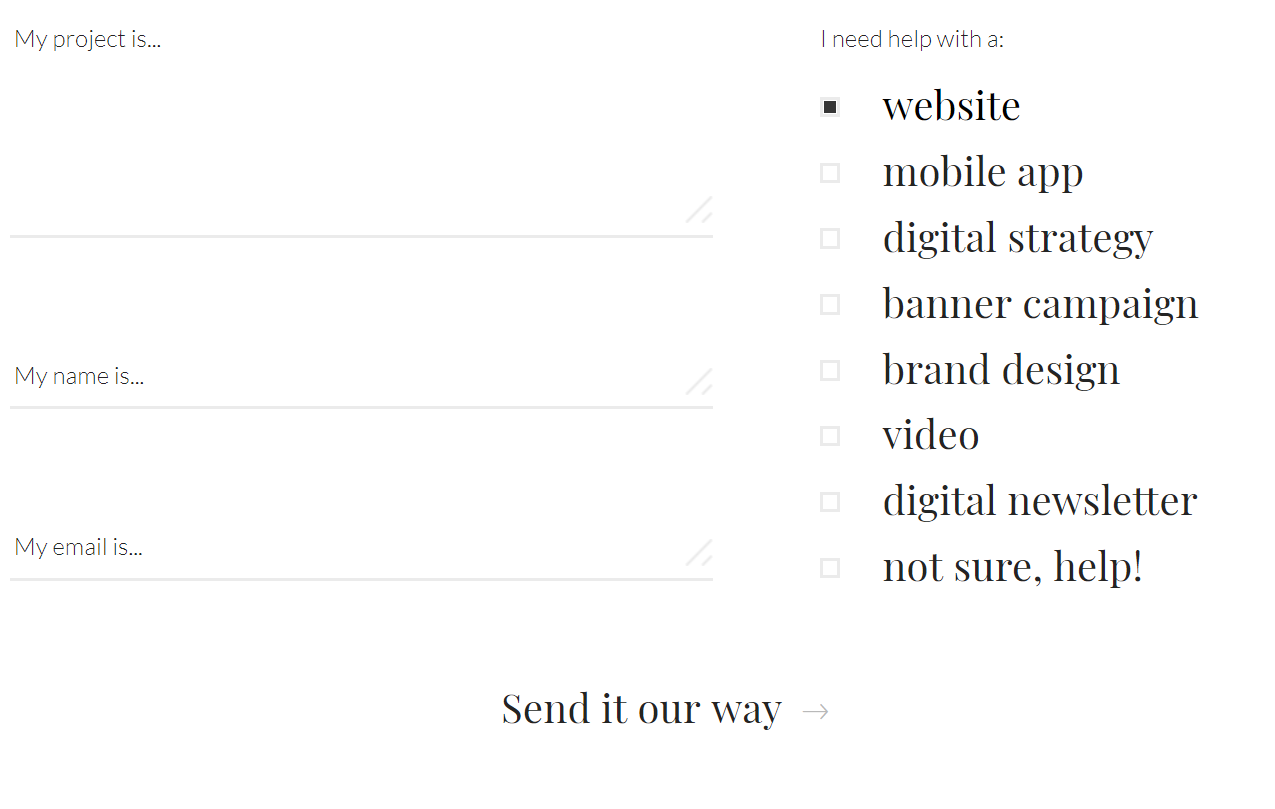 My project is...
My name is...
My email is...
I need help with a:
website
mobile app
digital strategy
banner campaign
brand design
video
digital newsletter
not sure, help!
Send it our way →